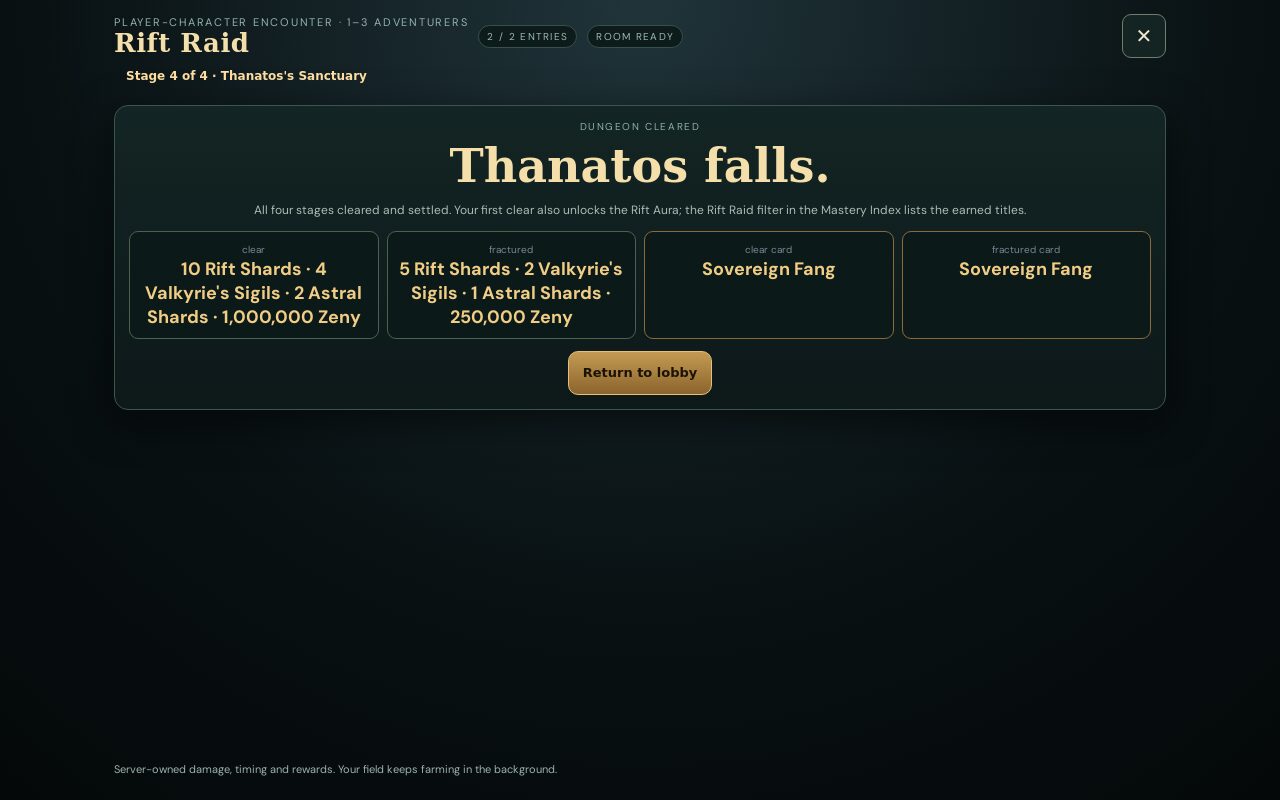 PLAYER-CHARACTER ENCOUNTER · 1–3 ADVENTURERS
Rift Raid
2 / 2 ENTRIES
ROOM READY
✕
Stage 4 of 4 · Thanatos's Sanctuary
DUNGEON CLEARED
Thanatos falls.
All four stages cleared and settled. Your first clear also unlocks the Rift Aura; the Rift Raid filter in the Mastery Index lists the earned titles.
clear
10 Rift Shards · 4
Valkyrie's Sigils · 2 Astral
Shards · 1,000,000 Zeny
fractured
5 Rift Shards · 2 Valkyrie's
Sigils · 1 Astral Shards ·
250,000 Zeny
clear card
Sovereign Fang
fractured card
Sovereign Fang
Return to lobby
Server-owned damage, timing and rewards. Your field keeps farming in the background.